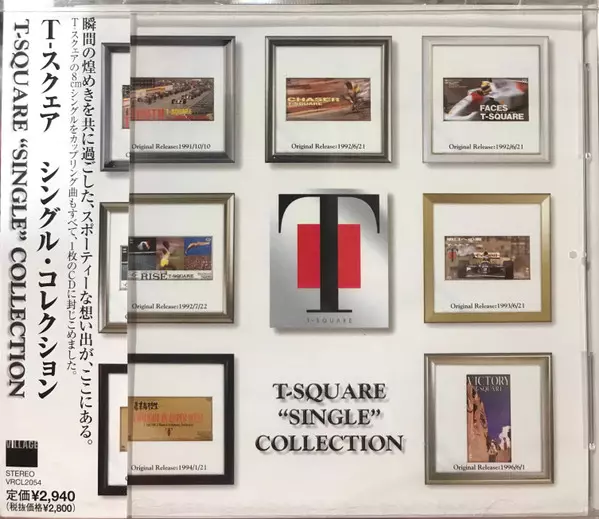 T-スクェア シングル・コレクション
T-SQUARE “SINGLE” COLLECTION
瞬間の煌めきを共に過ごした、スポーティーな想い出が、ここにある。
T-スクェアの8cmシングルをカップリング曲もすべて、1枚のCDに封じこめました。
VILLAGE
STEREO
VRCL2054
定価¥2,940
(税抜価格¥2,800)
Original Release:1991/10/10
CHASER
T-SQUARE
Original Release:1992/6/21
FACES
T-SQUARE
Original Release:1992/6/21
RISE T-SQUARE
Original Release:1992/7/22
T
T-SQUARE
Original Release:1993/6/21
Original Release:1994/1/21
T-SQUARE
“SINGLE”
COLLECTION
VICTORY
T-SQUARE
Original Release:1996/6/1